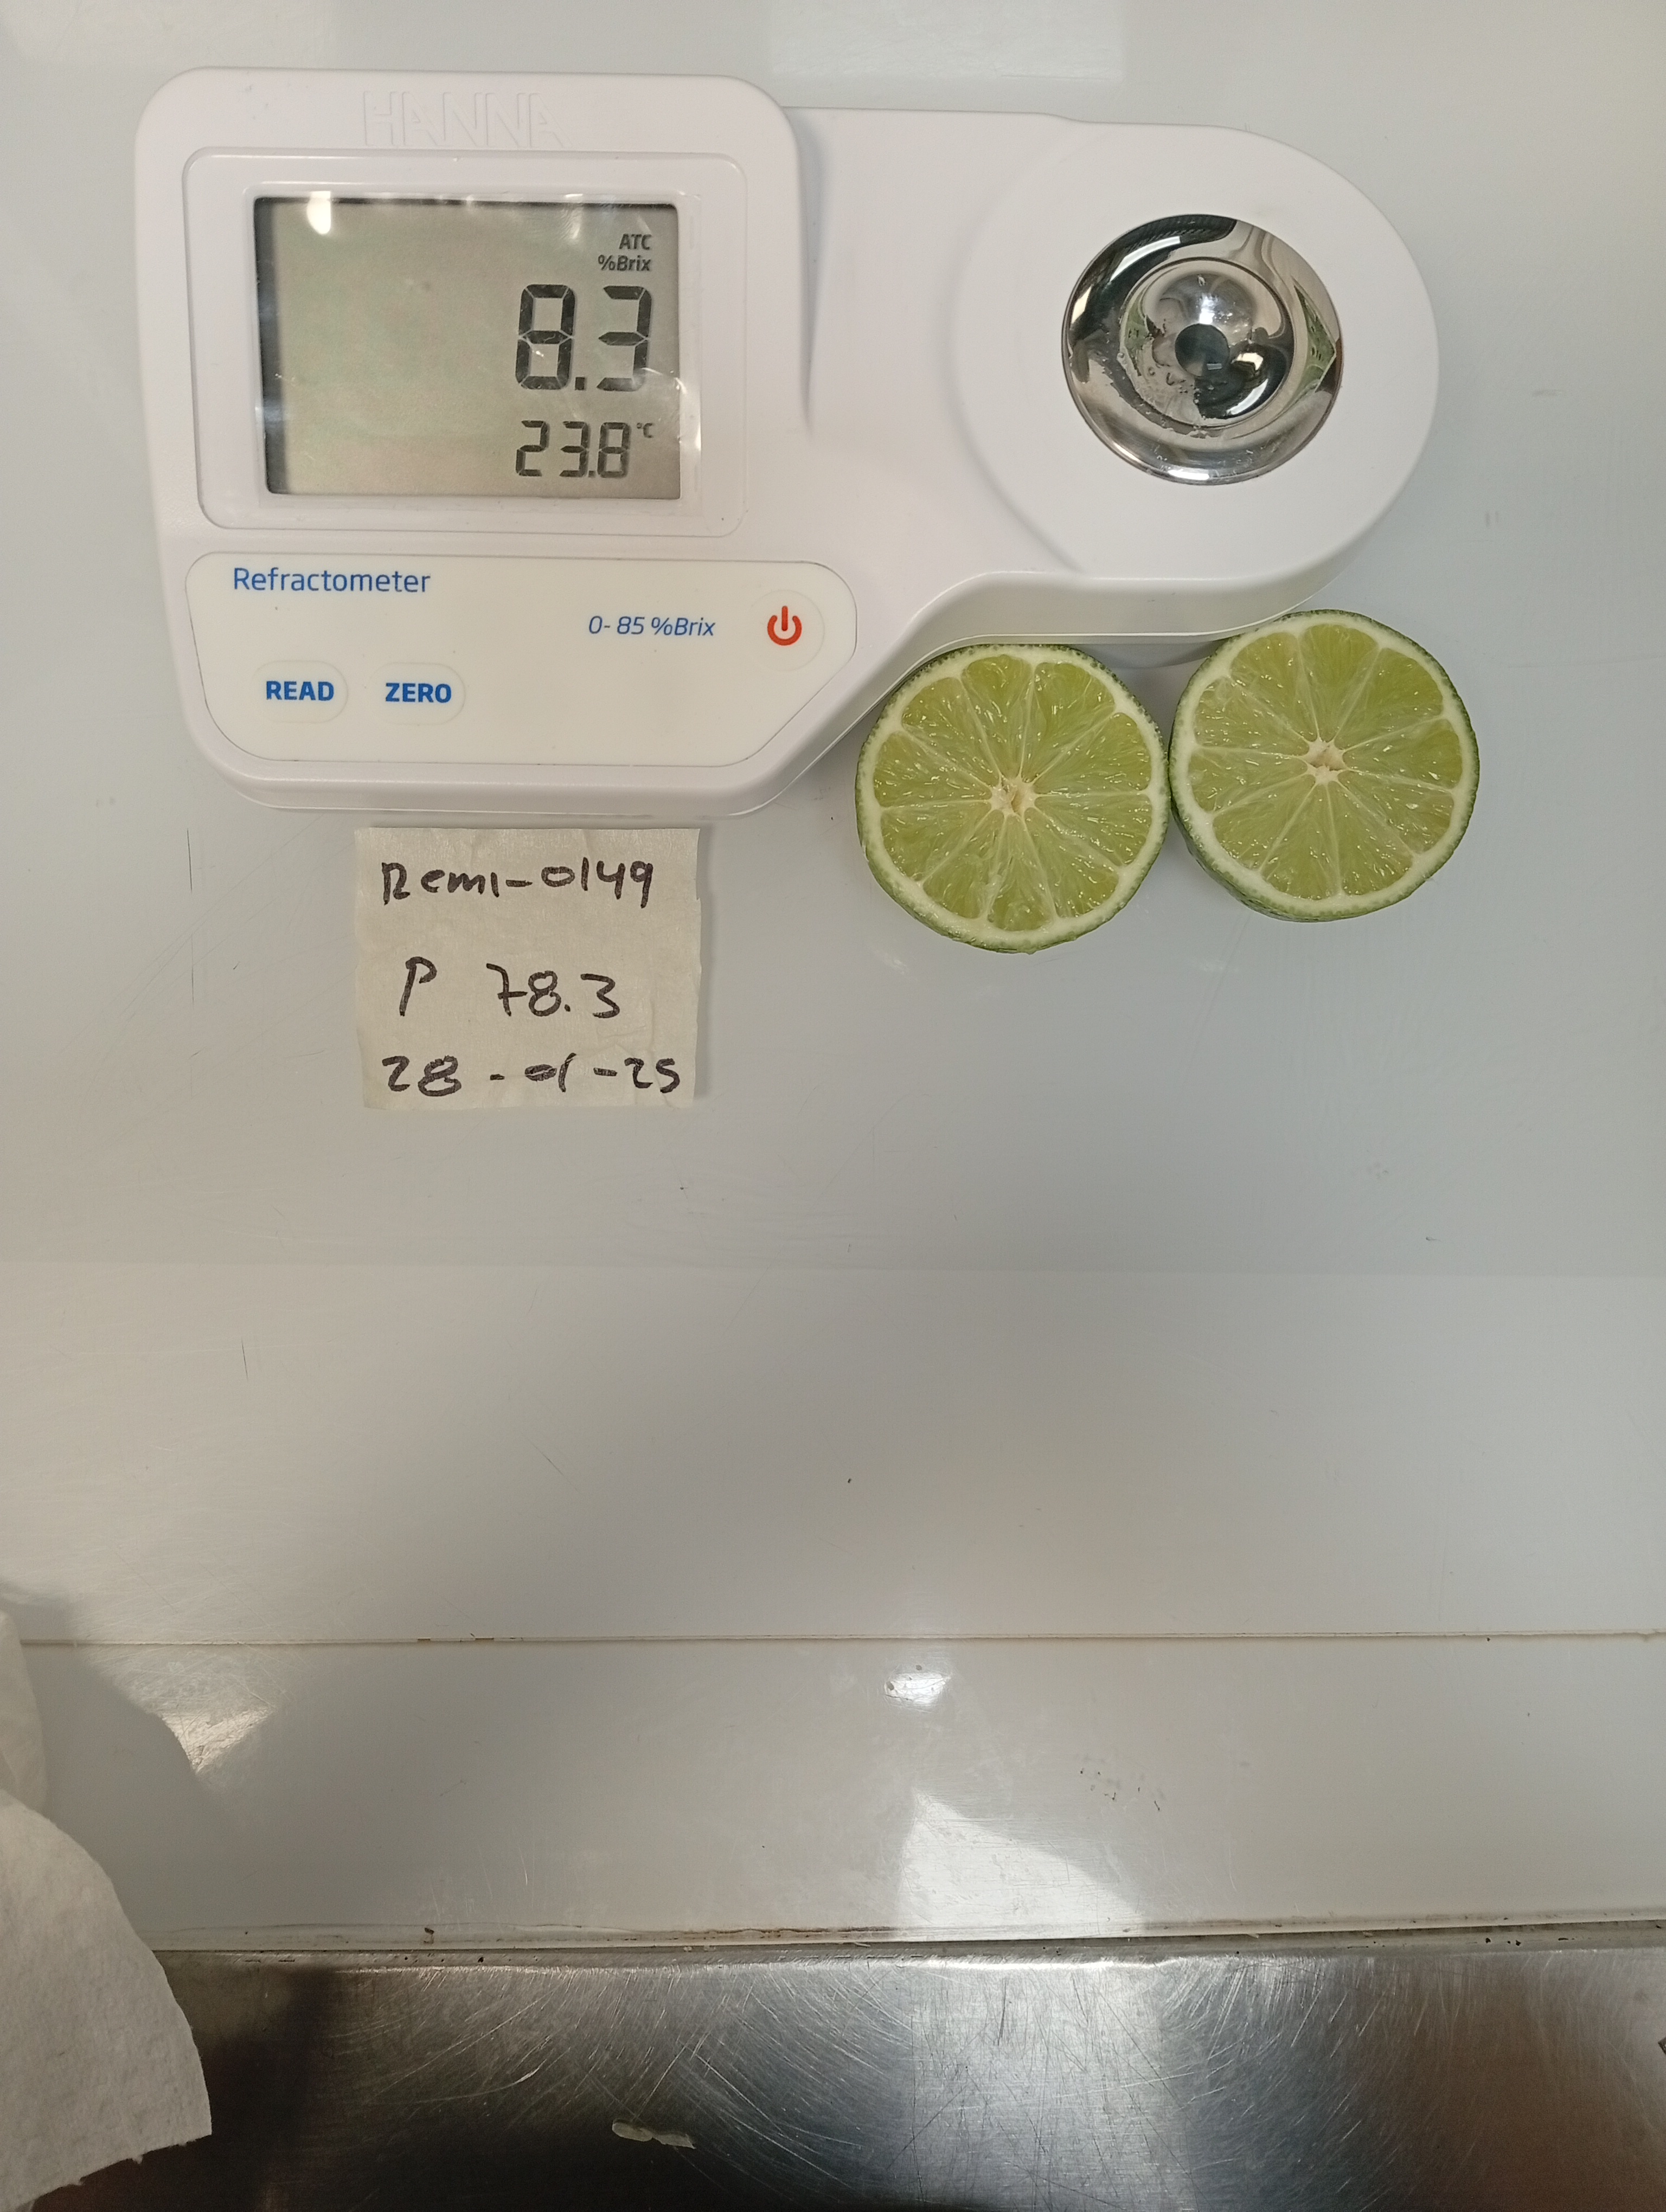 HANNA
ATC
%Brix
8.3
23.8 °C
Refractometer
0- 85 %Brix
READ ZERO
Remi-0149
P 78.3
28-01-25